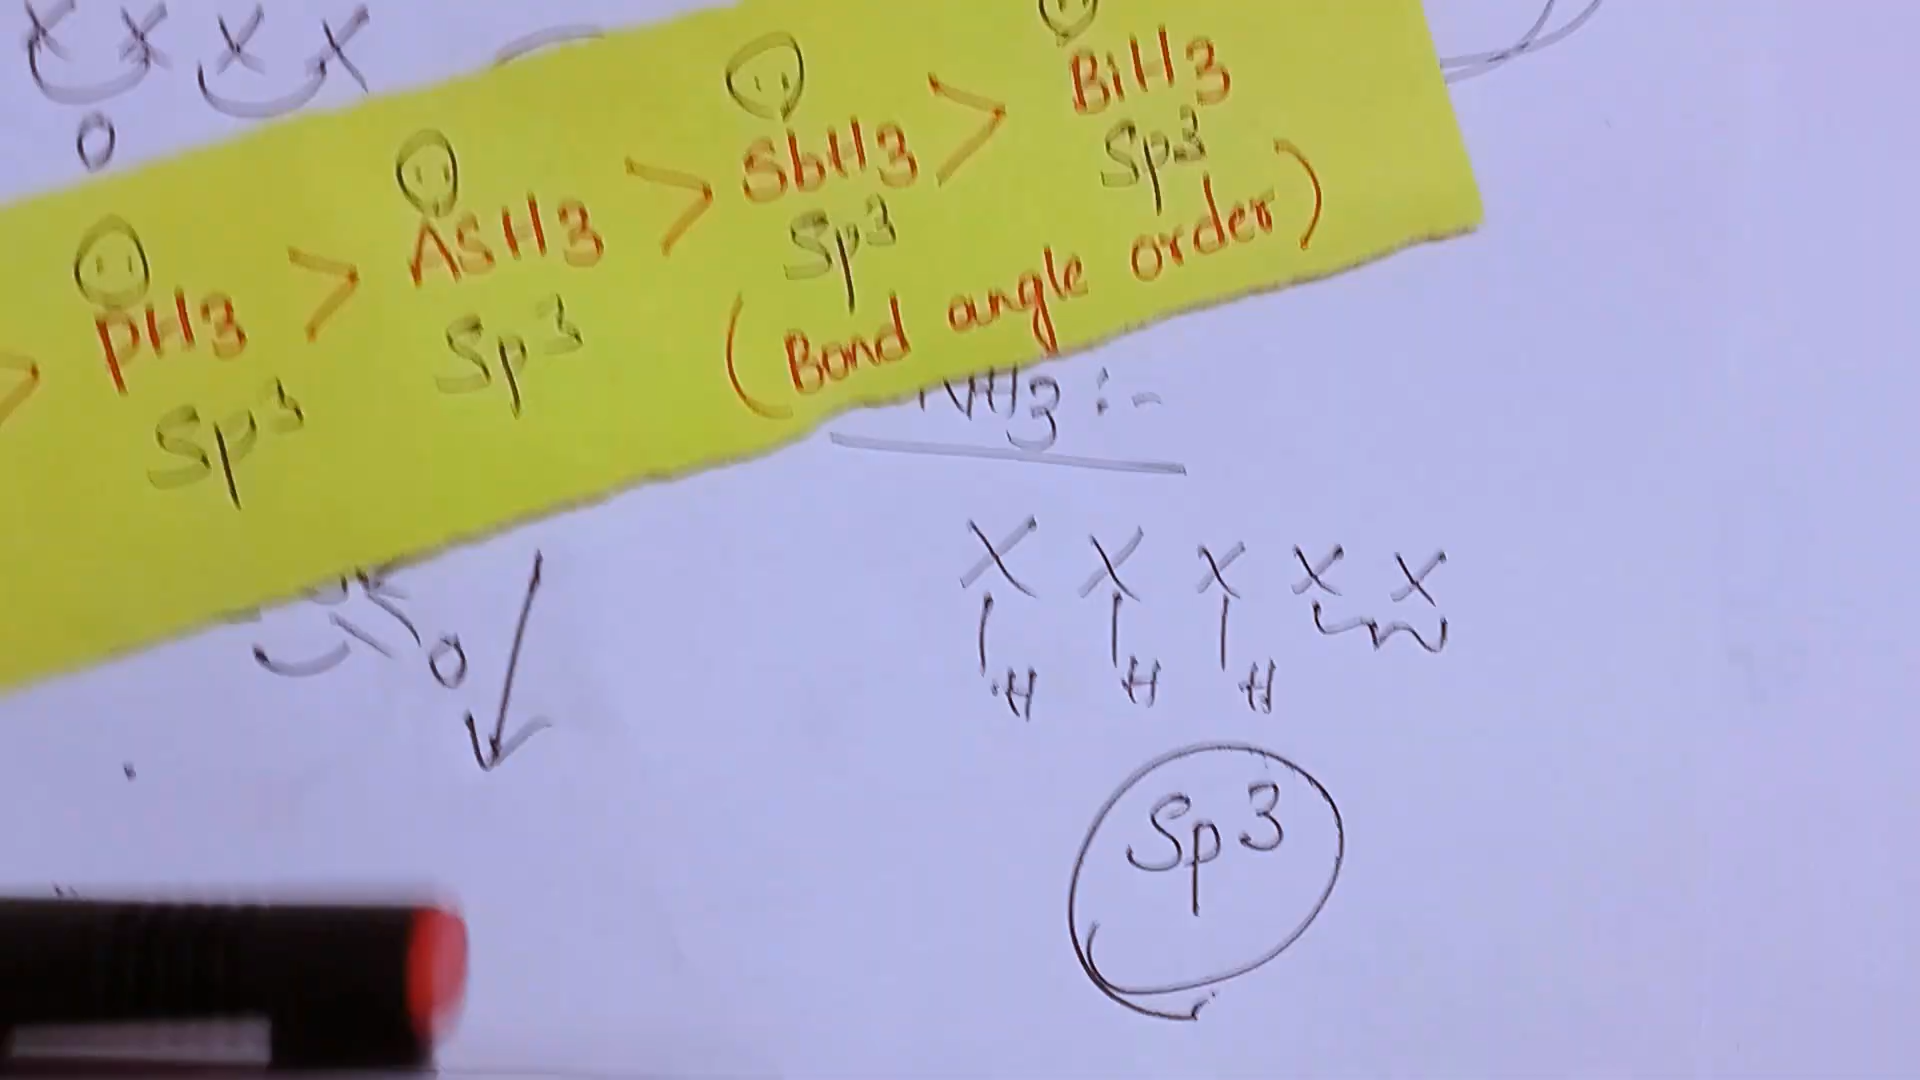 X X X X
O
> PH3 > AsH3 > SbH3 > BiH3
Sp3 Sp3 Sp3 Sp3
(Bond angle order)
NH3 :-
O
X X X X X
H H H
Sp3